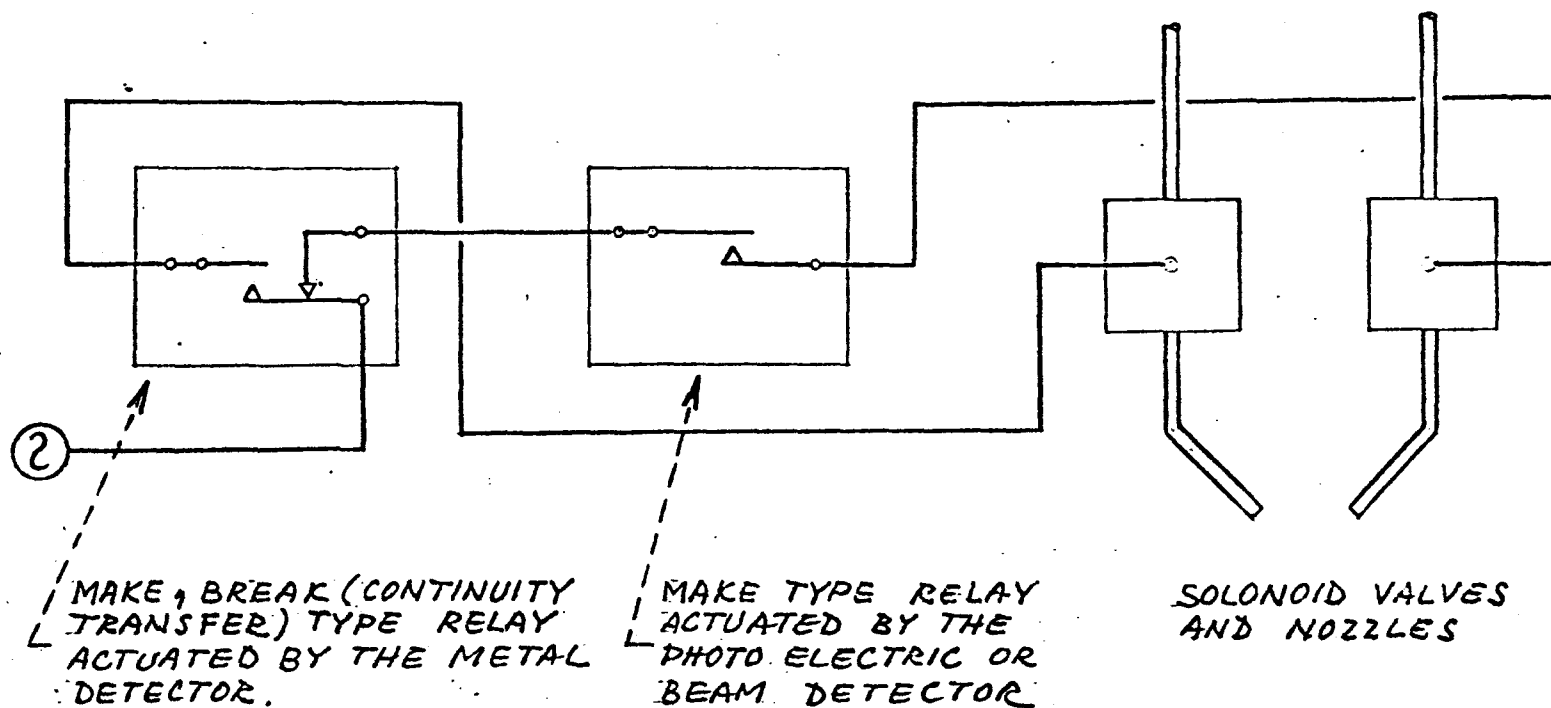 MAKE, BREAK (CONTINUITY
TRANSFER) TYPE RELAY
ACTUATED BY THE METAL
DETECTOR.
MAKE TYPE RELAY
ACTUATED BY THE
PHOTO ELECTRIC OR
BEAM DETECTOR
SOLONOID VALVES
AND NOZZLES